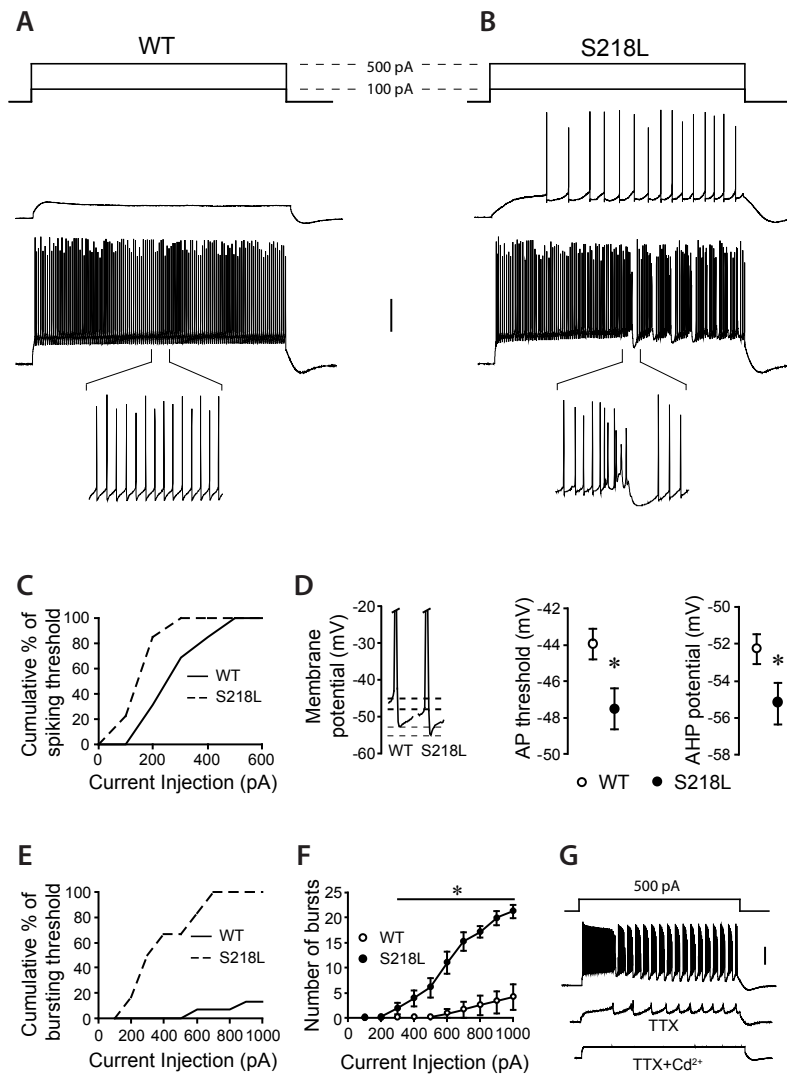 A
B
WT
S218L
500 pA
100 pA
C
D
Cumulative % of
spiking threshold
100
80
60
40
20
0
WT
S218L
0
200
400
600
Current Injection (pA)
Membrane
potential (mV)
-20
-30
-40
-50
-60
WT
S218L
AP threshold (mV)
-42
-44
-46
-48
-50
*
AHP potential (mV)
-50
-52
-54
-56
-58
*
WT
S218L
E
F
G
Cumulative % of
bursting threshold
100
80
60
40
20
0
WT
S218L
0 200 400 600 800 1000
Current Injection (pA)
Number of bursts
25
20
15
10
5
0
*
WT
S218L
0 200 400 600 800 1000
Current Injection (pA)
500 pA
TTX
TTX+Cd²⁺